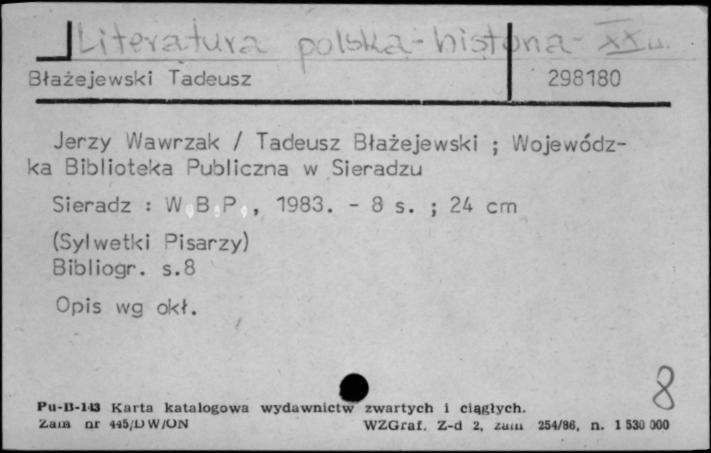 Literatura polska - historia - XX w.
Błażejewski Tadeusz 298180
Jerzy Wawrzak / Tadeusz Błażejewski ; Wojewódz-
ka Biblioteka Publiczna w Sieradzu
Sieradz : W.B.P., 1983. - 8 s. ; 24 cm
(Sylwetki Pisarzy)
Bibliogr. s.8
Opis wg okł.
8
Pu-B-143 Karta katalogowa wydawnictw zwartych i ciągłych.
Zam nr 445/DW/ON WZGraf. Z-d 2, zam 254/86, n. 1 530 000